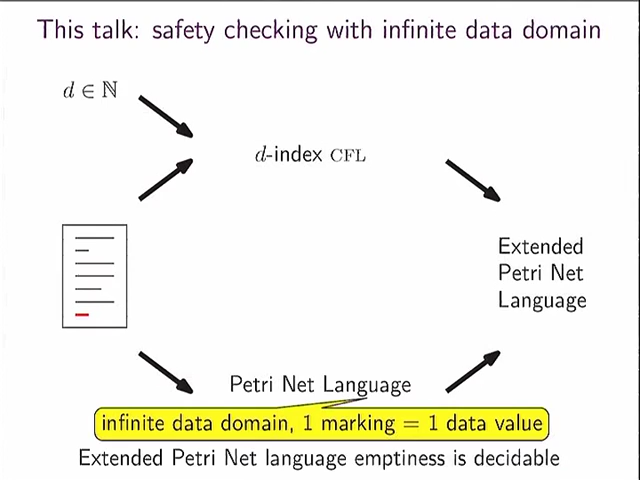 This talk: safety checking with infinite data domain
d ∈ ℕ
d-index CFL
Extended
Petri Net
Language
Petri Net Language
infinite data domain, 1 marking = 1 data value
Extended Petri Net language emptiness is decidable